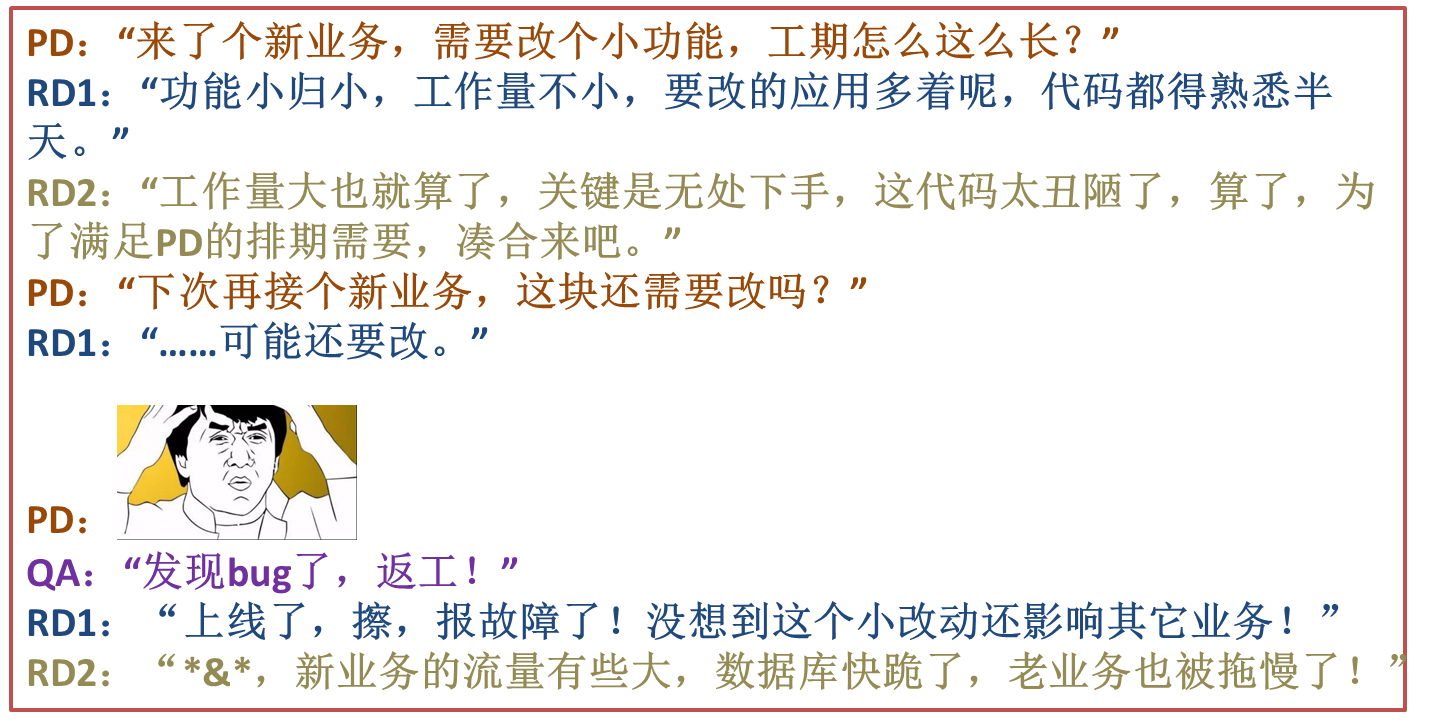 PD：“来了个新业务，需要改个小功能，工期怎么这么长？”
RD1：“功能小归小，工作量不小，要改的应用多着呢，代码都得熟悉半
天。”
RD2：“工作量大也就算了，关键是无处下手，这代码太丑陋了，算了，为
了满足PD的排期需要，凑合来吧。”
PD：“下次再接个新业务，这块还需要改吗？”
RD1：“……可能还要改。”
PD：
QA：“发现bug了，返工！”
RD1：“上线了，擦，报故障了！没想到这个小改动还影响其它业务！”
RD2：“*&*，新业务的流量有些大，数据库快跪了，老业务也被拖慢了！”